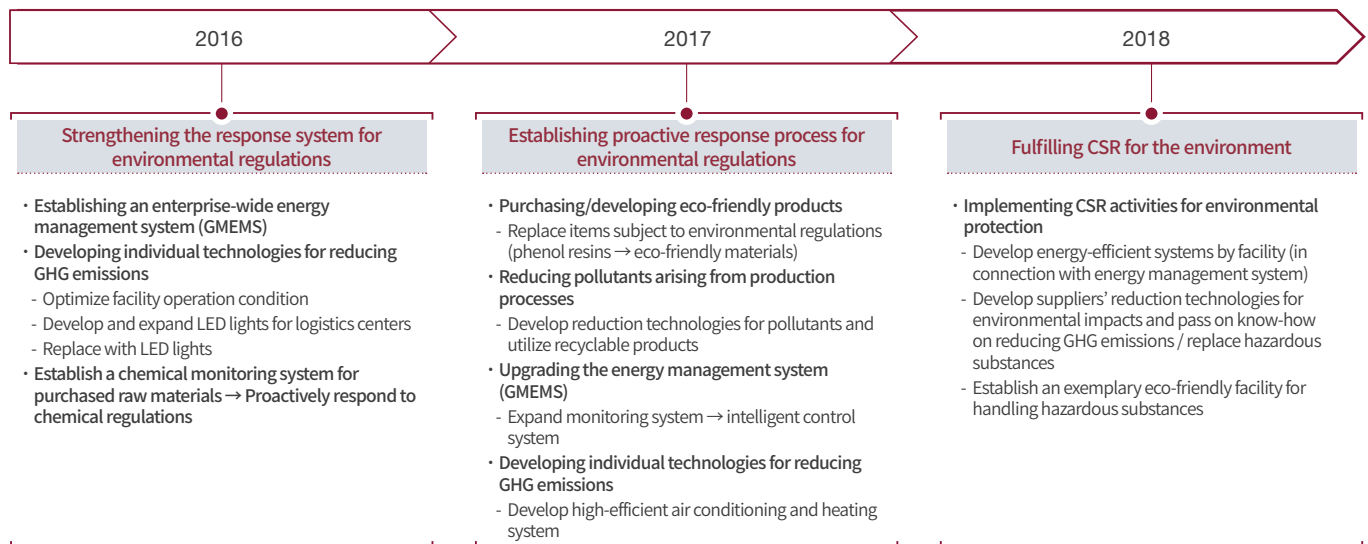 2016
2017
2018
Strengthening the response system for
environmental regulations
· Establishing an enterprise-wide energy
management system (GMEMS)
· Developing individual technologies for reducing
GHG emissions
- Optimize facility operation condition
- Develop and expand LED lights for logistics centers
- Replace with LED lights
· Establish a chemical monitoring system for
purchased raw materials → Proactively respond to
chemical regulations
Establishing proactive response process for
environmental regulations
· Purchasing/developing eco-friendly products
- Replace items subject to environmental regulations
(phenol resins → eco-friendly materials)
· Reducing pollutants arising from production
processes
- Develop reduction technologies for pollutants and
utilize recyclable products
· Upgrading the energy management system
(GMEMS)
- Expand monitoring system → intelligent control
system
· Developing individual technologies for reducing
GHG emissions
- Develop high-efficient air conditioning and heating
system
Fulfilling CSR for the environment
· Implementing CSR activities for environmental
protection
- Develop energy-efficient systems by facility (in
connection with energy management system)
- Develop suppliers’ reduction technologies for
environmental impacts and pass on know-how
on reducing GHG emissions / replace hazardous
substances
- Establish an exemplary eco-friendly facility for
handling hazardous substances